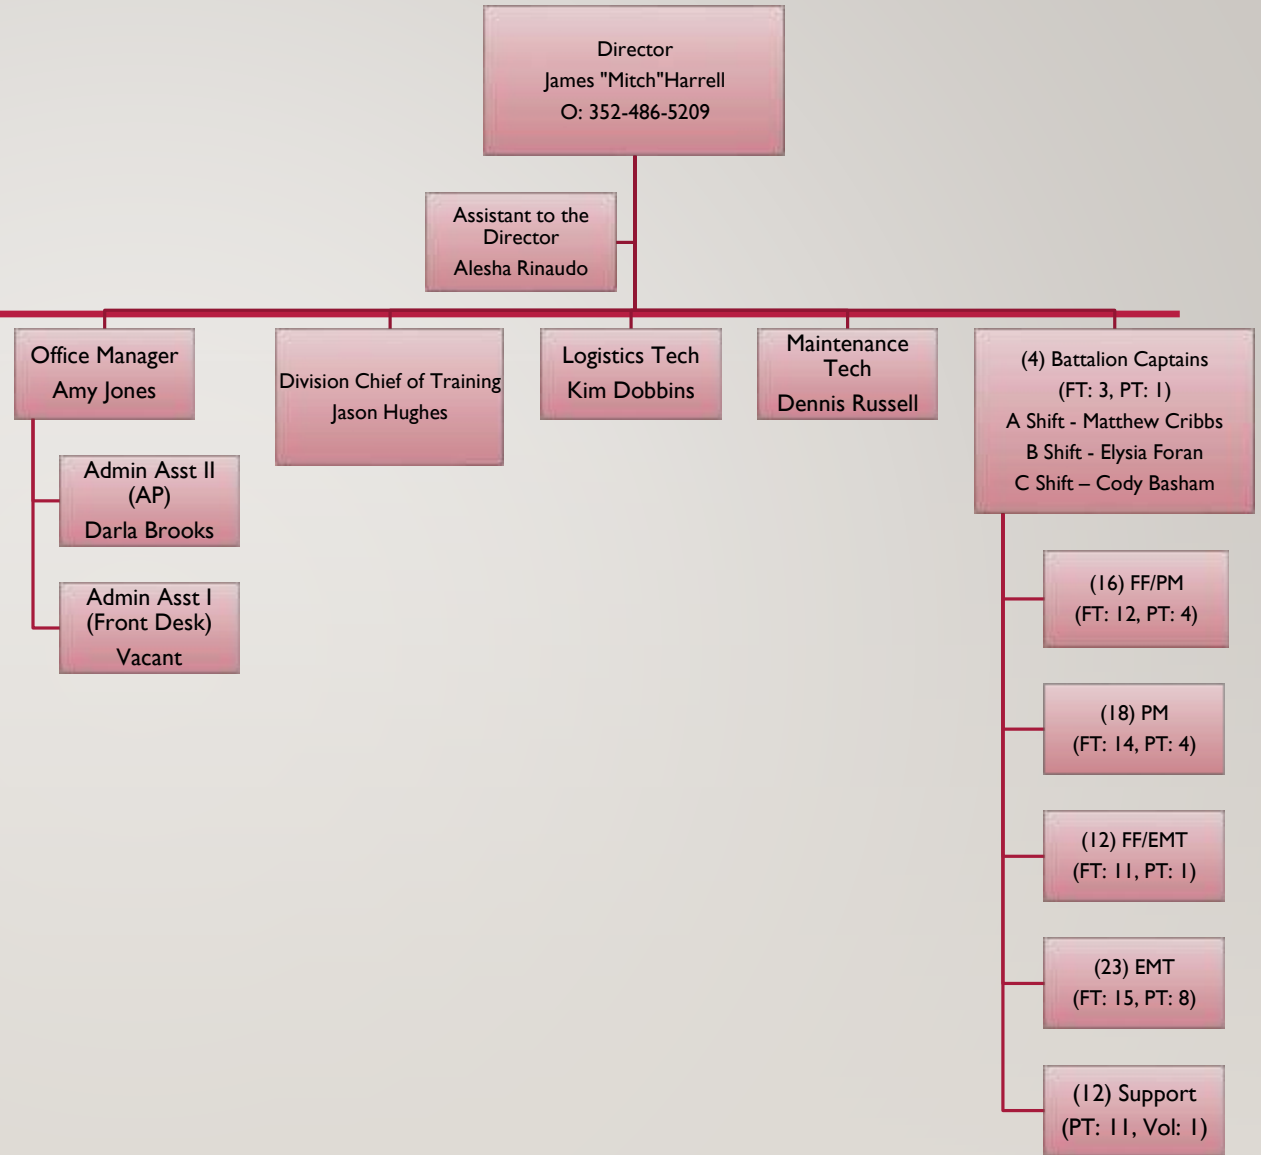 Director
James "Mitch"Harrell
O: 352-486-5209
Assistant to the
Director
Alesha Rinaudo
Office Manager
Amy Jones
Division Chief of Training
Jason Hughes
Logistics Tech
Kim Dobbins
Maintenance
Tech
Dennis Russell
(4) Battalion Captains
(FT: 3, PT: 1)
A Shift - Matthew Cribbs
B Shift - Elysia Foran
C Shift – Cody Basham
Admin Asst II
(AP)
Darla Brooks
Admin Asst I
(Front Desk)
Vacant
(16) FF/PM
(FT: 12, PT: 4)
(18) PM
(FT: 14, PT: 4)
(12) FF/EMT
(FT: 11, PT: 1)
(23) EMT
(FT: 15, PT: 8)
(12) Support
(PT: 11, Vol: 1)